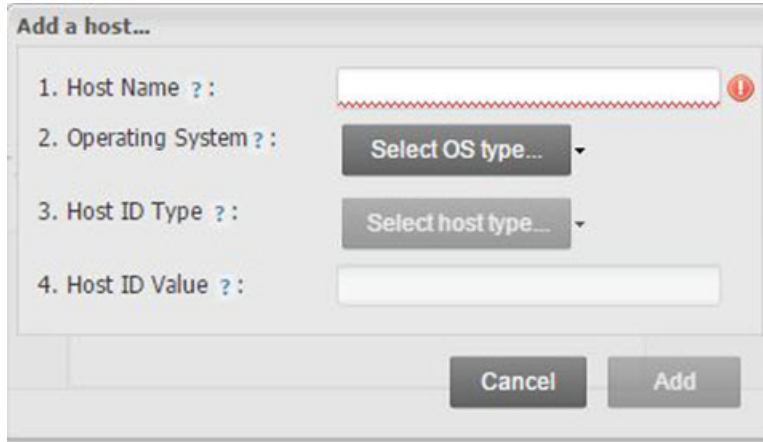 Add a host...
1. Host Name ? :
2. Operating System ? : Select OS type...
3. Host ID Type ? : Select host type...
4. Host ID Value ? :
Cancel Add